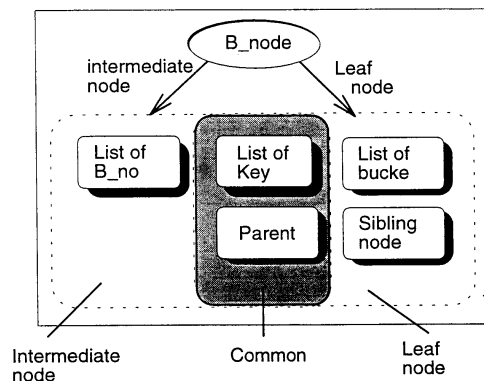 B_node
intermediate
node
Leaf
node
List of
B_no
List of
Key
List of
bucke
Parent
Sibling
node
Intermediate
node
Common
Leaf
node